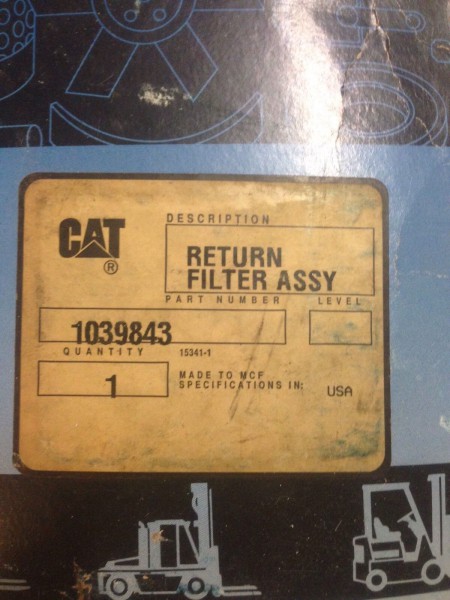 CAT
®
DESCRIPTION
RETURN
FILTER ASSY
PART NUMBER LEVEL
1039843
QUANTITY 15341-1
1
MADE TO MCF
SPECIFICATIONS IN: USA